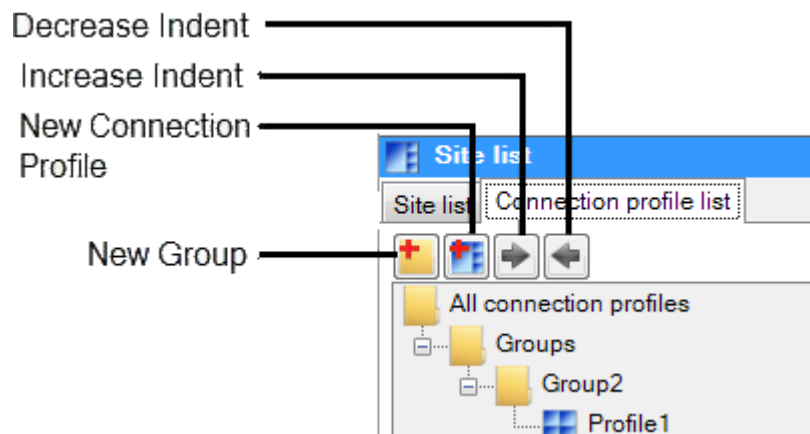 Decrease Indent
Increase Indent
New Connection
Profile
New Group
Site list
Site list
Connection profile list
All connection profiles
Groups
Group2
Profile1